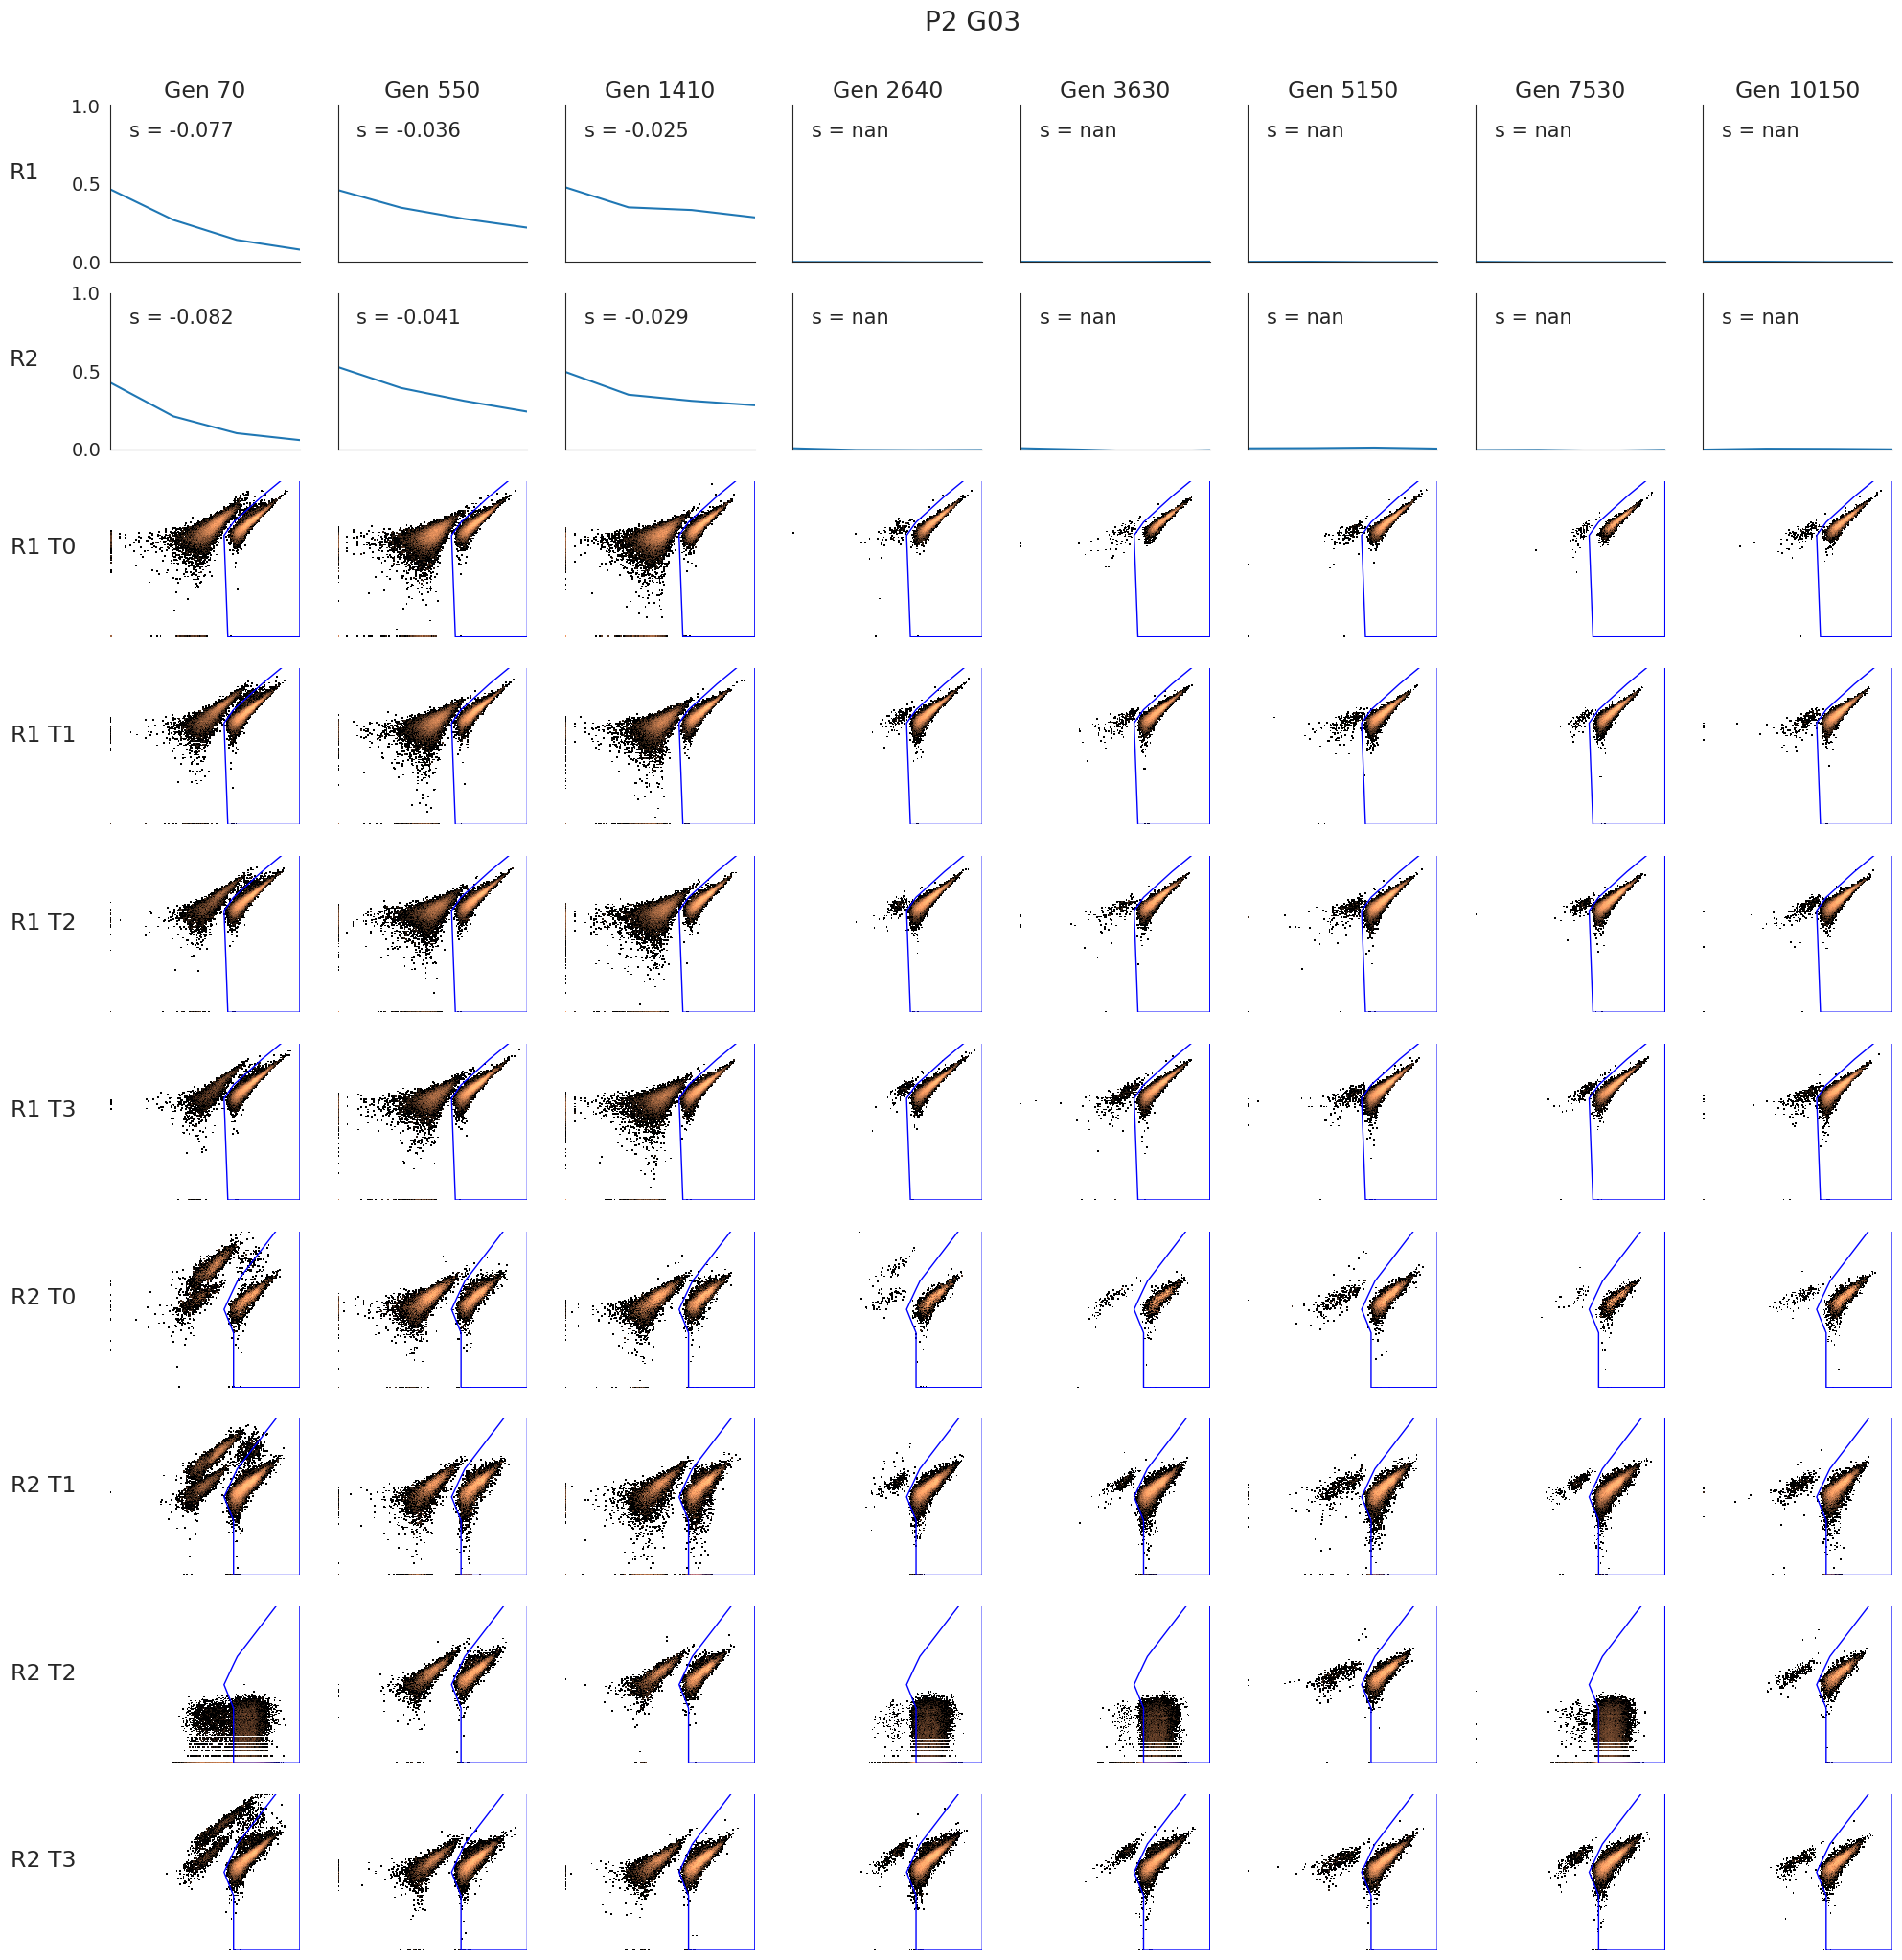 P2 G03
Gen 70 Gen 550 Gen 1410 Gen 2640 Gen 3630 Gen 5150 Gen 7530 Gen 10150
1.0
s = -0.077 s = -0.036 s = -0.025 s = nan s = nan s = nan s = nan s = nan
R1
0.5
0.0
1.0
s = -0.082 s = -0.041 s = -0.029 s = nan s = nan s = nan s = nan s = nan
R2
0.5
0.0
R1 T0
R1 T1
R1 T2
R1 T3
R2 T0
R2 T1
R2 T2
R2 T3